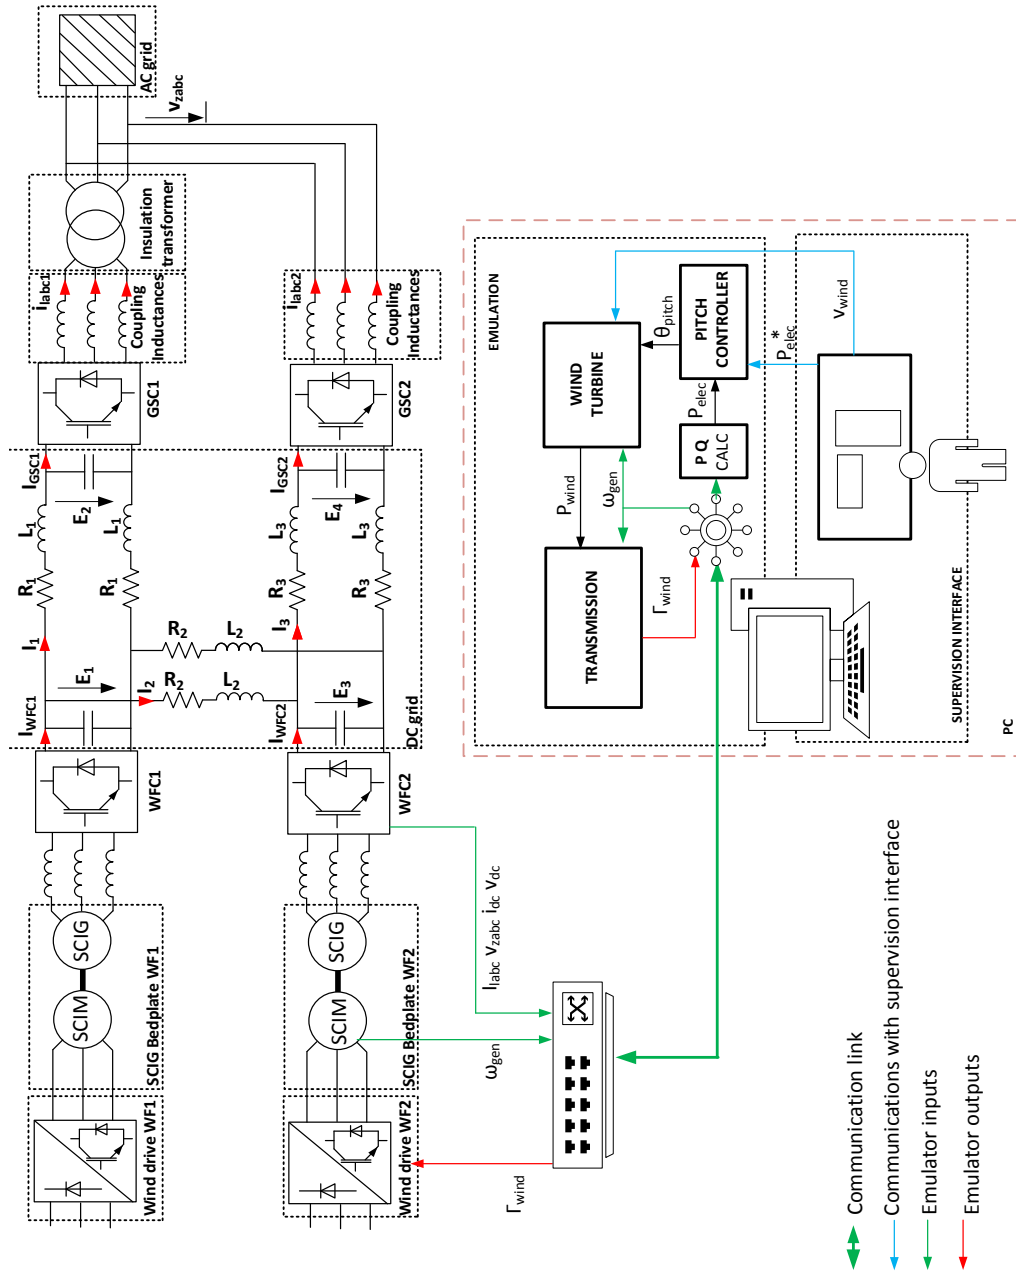 AC grid
v_zabc
Insulation
transformer
i_labc1
Coupling
Inductances
i_labc2
Coupling
Inductances
GSC1
GSC2
I_GSC1
E_2
L_1
L_1
R_1
R_1
I_1
I_GSC2
E_4
L_3
L_3
R_3
R_3
I_3
R_2
L_2
R_2
L_2
I_2
E_1
E_3
I_WFC1
I_WFC2
DC grid
WFC1
WFC2
SCIG
SCIM
SCIG Bedplate WF1
SCIG
SCIM
SCIG Bedplate WF2
Wind drive WF1
Wind drive WF2
I_labc v_zabc i_dc v_dc
ω_gen
Γ_wind
EMULATION
WIND
TURBINE
θ_pitch
PITCH
CONTROLLER
P_elec
PQ
CALC
P_wind
ω_gen
TRANSMISSION
Γ_wind
P_elec*
v_wind
SUPERVISION INTERFACE
PC
Communication link
Communications with supervision interface
Emulator inputs
Emulator outputs